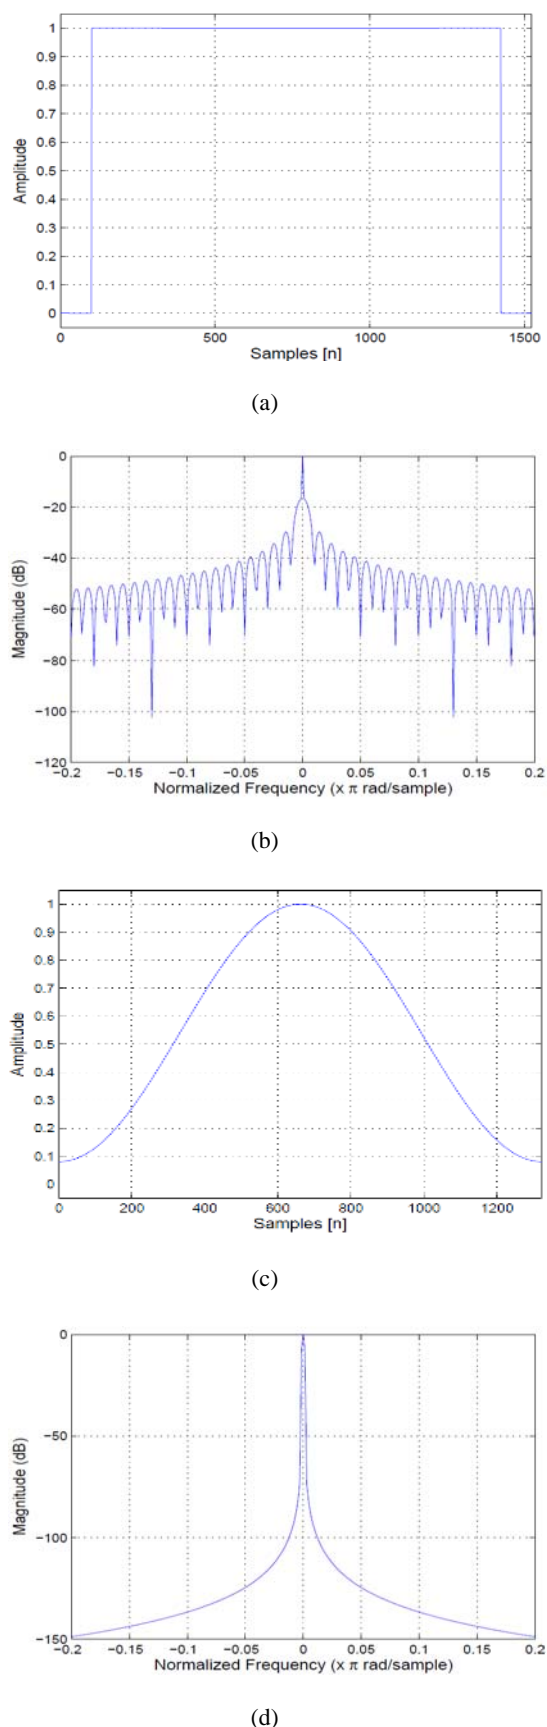 1
0.9
0.8
0.7
0.6
0.5
0.4
0.3
0.2
0.1
0
Amplitude
0 500 1000 1500
Samples [n]
(a)
0
−20
−40
−60
−80
−100
−120
Magnitude (dB)
−0.2 −0.15 −0.1 −0.05 0 0.05 0.1 0.15 0.2
Normalized Frequency (x π rad/sample)
(b)
1
0.9
0.8
0.7
0.6
0.5
0.4
0.3
0.2
0.1
0
Amplitude
0 200 400 600 800 1000 1200
Samples [n]
(c)
0
−50
−100
−150
Magnitude (dB)
−0.2 −0.15 −0.1 −0.05 0 0.05 0.1 0.15 0.2
Normalized Frequency (x π rad/sample)
(d)